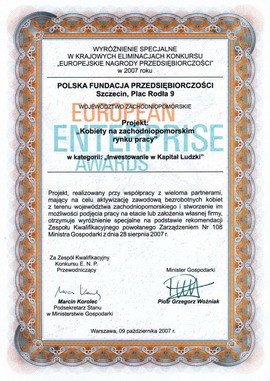 WYRÓŻNIENIE SPECJALNE
W KRAJOWYCH ELIMINACJACH KONKURSU
„EUROPEJSKIE NAGRODY PRZEDSIĘBIORCZOŚCI”
w 2007 roku
POLSKA FUNDACJA PRZEDSIĘBIORCZOŚCI
Szczecin, Plac Rodła 9
WOJEWÓDZTWO ZACHODNIOPOMORSKIE
EUROPEAN
Projekt:
ENTERPRISE
„Kobiety na zachodniopomorskim
rynku pracy”
w kategorii: „Inwestowanie w Kapitał Ludzki”
AWARDS
Projekt, realizowany przy współpracy z wieloma partnerami,
mający na celu aktywizację zawodową bezrobotnych kobiet
z terenu województwa zachodniopomorskiego i stworzenie im
możliwości podjęcia pracy na etacie lub założenia własnej firmy,
otrzymuje wyróżnienie specjalne na podstawie rekomendacji
Zespołu Kwalifikacyjnego powołanego Zarządzeniem Nr 108
Ministra Gospodarki z dnia 28 sierpnia 2007 r.
Za Zespół Kwalifikacyjny
Konkursu E. N. P.
Przewodniczący
Minister Gospodarki
Marcin Korolec
Piotr Grzegorz Woźniak
Podsekretarz Stanu
w Ministerstwie Gospodarki
Warszawa, 09 październik 2007 r.